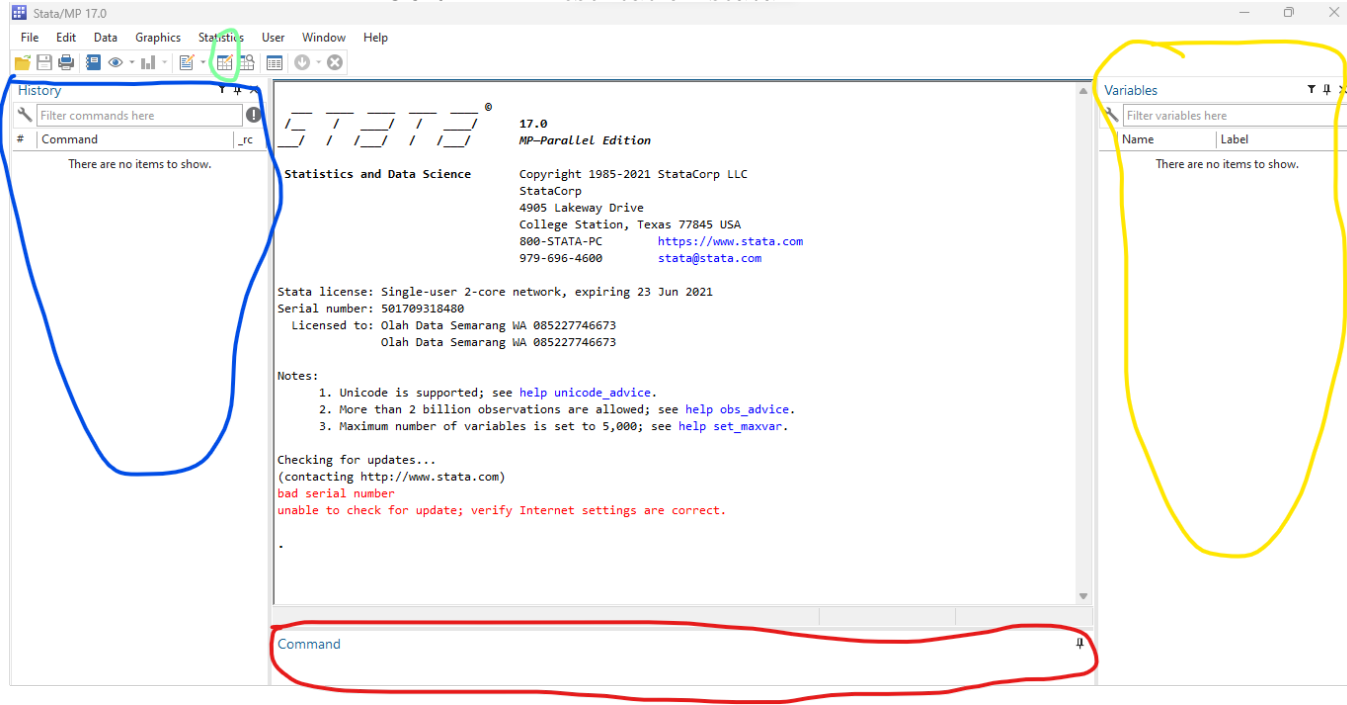 Stata/MP 17.0
File Edit Data Graphics Statistics User Window Help
History
Filter commands here
# Command _rc
There are no items to show.
STATA ®
17.0
MP—Parallel Edition
Statistics and Data Science
Copyright 1985-2021 StataCorp LLC
StataCorp
4905 Lakeway Drive
College Station, Texas 77845 USA
800-STATA-PC https://www.stata.com
979-696-4600 stata@stata.com
Stata license: Single-user 2-core network, expiring 23 Jun 2021
Serial number: 501709318480
Licensed to: Olah Data Semarang WA 085227746673
Olah Data Semarang WA 085227746673
Notes:
1. Unicode is supported; see help unicode_advice.
2. More than 2 billion observations are allowed; see help obs_advice.
3. Maximum number of variables is set to 5,000; see help set_maxvar.
Checking for updates...
(contacting http://www.stata.com)
bad serial number
unable to check for update; verify Internet settings are correct.
.
Command
Variables
Filter variables here
Name Label
There are no items to show.